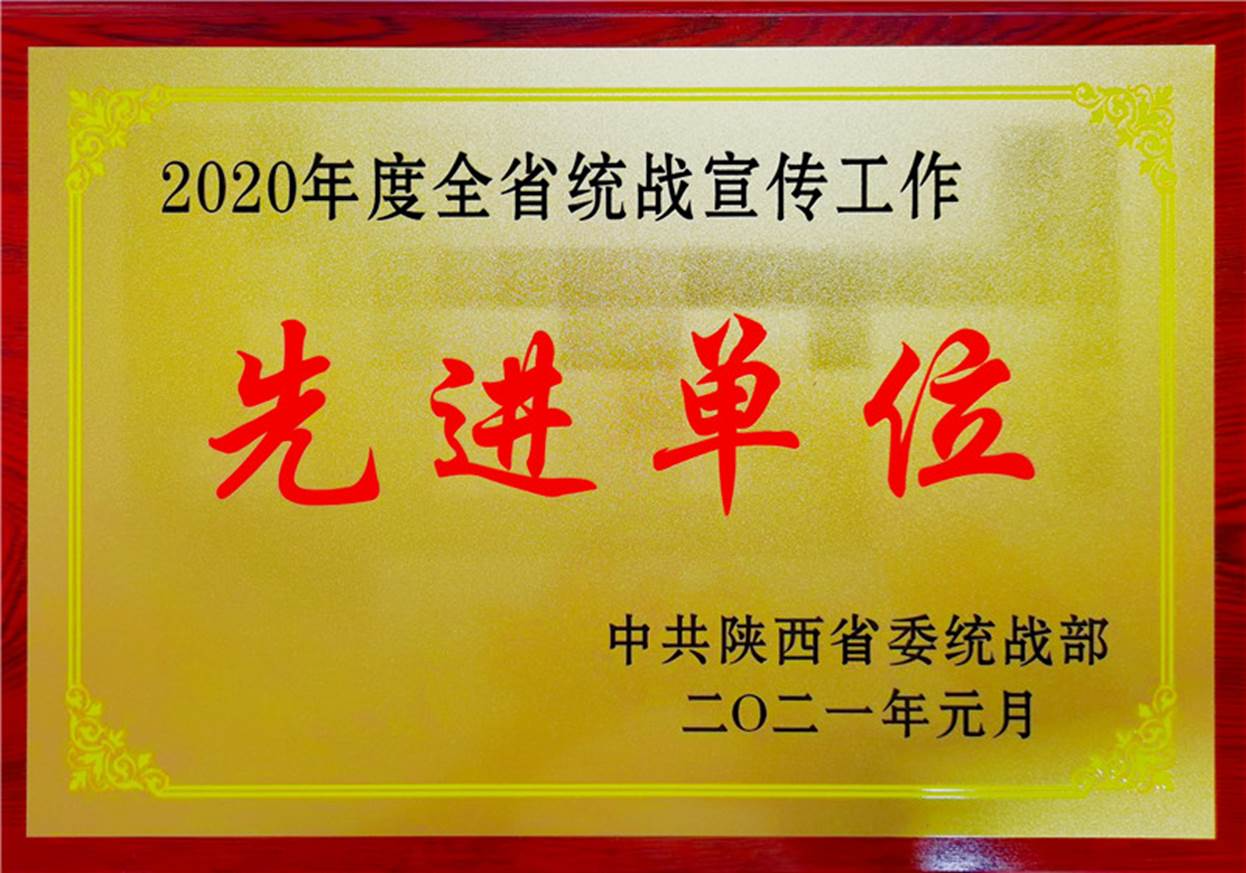 2020年度全省统战宣传工作
先进单位
中共陕西省委统战部
二〇二一年元月